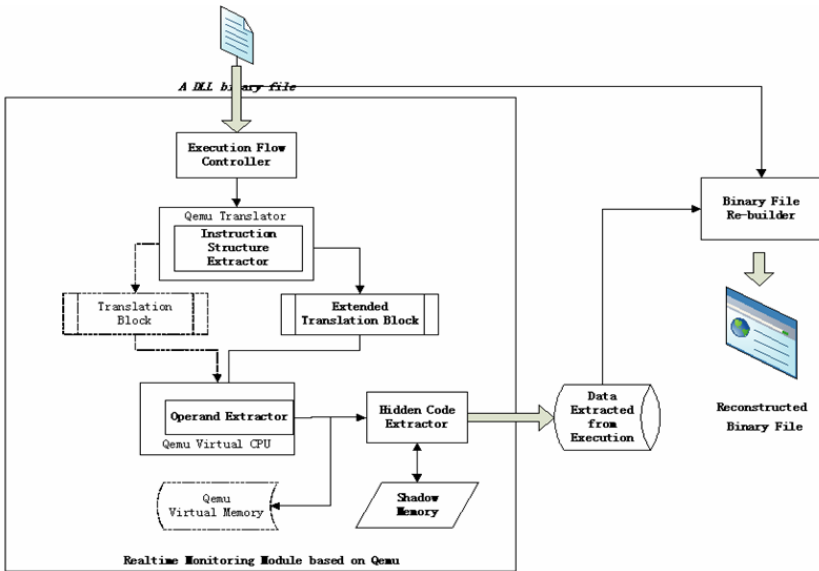 A DLL binary file
Execution Flow
Controller
Qemu Translator
Instruction
Structure
Extractor
Translation
Block
Extended
Translation Block
Binary File
Re-builder
Operand Extractor
Qemu Virtual CPU
Hidden Code
Extractor
Data
Extracted
from
Execution
Reconstructed
Binary File
Qemu
Virtual Memory
Shadow
Memory
Realtime Monitoring Module based on Qemu